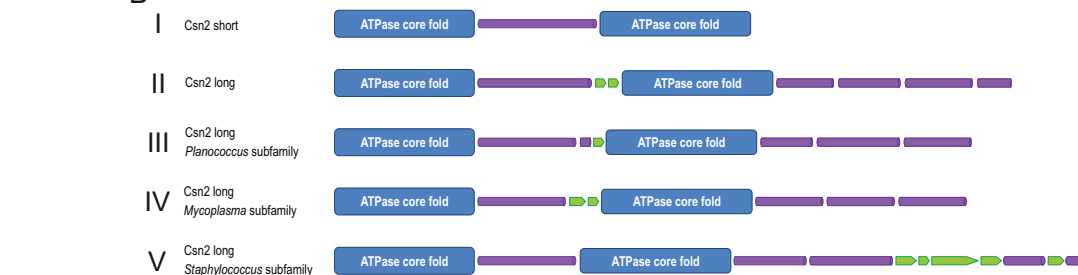 I Csn2 short ATPase core fold ATPase core fold
II Csn2 long ATPase core fold ATPase core fold
III Csn2 long
Planococcus subfamily ATPase core fold ATPase core fold
IV Csn2 long
Mycoplasma subfamily ATPase core fold ATPase core fold
V Csn2 long
Staphylococcus subfamily ATPase core fold ATPase core fold